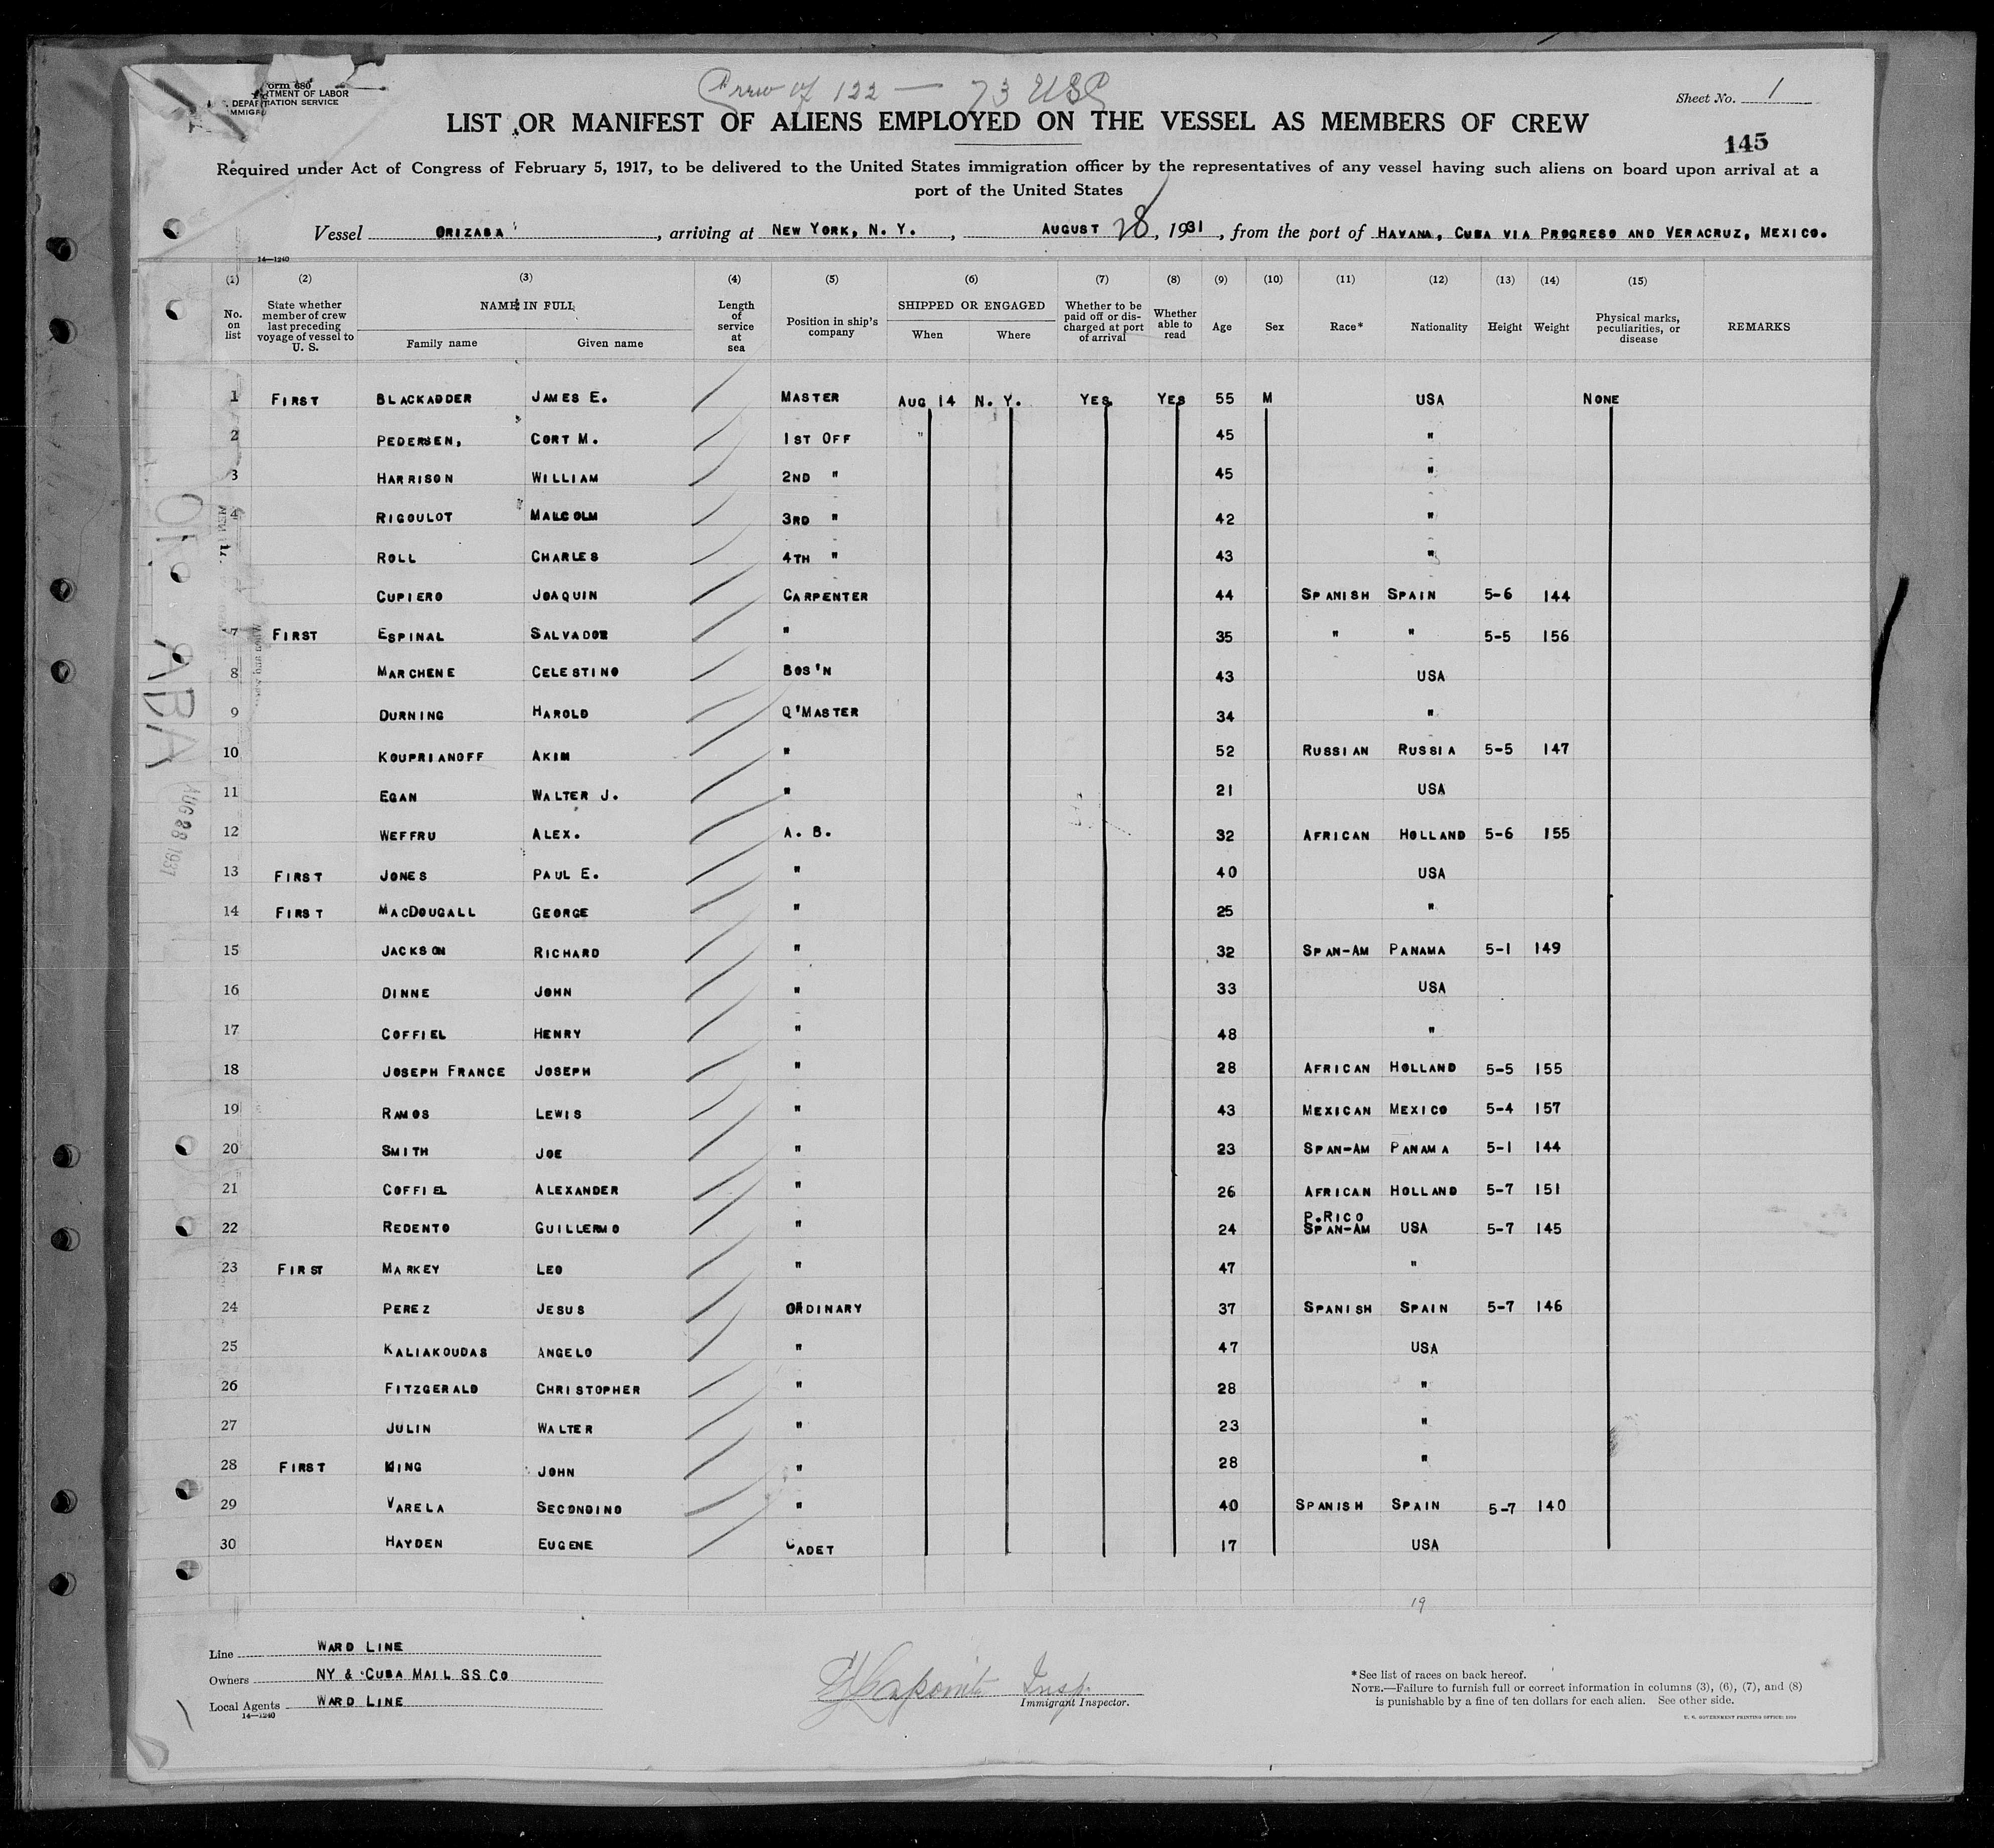 Crew of 122 — 73 USC
Form 680
DEPARTMENT OF LABOR
IMMIGRATION SERVICE
Sheet No. 1
LIST OR MANIFEST OF ALIENS EMPLOYED ON THE VESSEL AS MEMBERS OF CREW
145
Required under Act of Congress of February 5, 1917, to be delivered to the United States immigration officer by the representatives of any vessel having such aliens on board upon arrival at a
port of the United States
Vessel ORIZABA, arriving at NEW YORK, N. Y., AUGUST 28, 1931, from the port of HAVANA, CUBA VIA PROGRESO AND VERACRUZ, MEXICO.
14—1240
(1) (2) (3) (4) (5) (6) (7) (8) (9) (10) (11) (12) (13) (14) (15)
No. on list
State whether member of crew last preceding voyage of vessel to U. S.
NAME IN FULL
Family name Given name
Length of service at sea
Position in ship's company
SHIPPED OR ENGAGED
When Where
Whether to be paid off or discharged at port of arrival
Whether able to read
Age Sex Race* Nationality Height Weight
Physical marks, peculiarities, or disease
REMARKS
1 FIRST BLACKADDER JAMES E. MASTER AUG 14 N. Y. YES YES 55 M USA NONE
2 PEDERSEN, CORT M. 1ST OFF " 45 "
3 HARRISON WILLIAM 2ND " 45 "
4 RIGOULOT MALCOLM 3RD " 42 "
ROLL CHARLES 4TH " 43 "
CUPIERO JOAQUIN CARPENTER 44 SPANISH SPAIN 5-6 144
7 FIRST ESPINAL SALVADOR " 35 " " 5-5 156
8 MARCHENE CELESTINO BOS'N 43 USA
9 DURNING HAROLD Q'MASTER 34 "
10 KOUPRIANOFF AKIM " 52 RUSSIAN RUSSIA 5-5 147
11 EGAN WALTER J. " 21 USA
12 WEFFRU ALEX. A. B. 32 AFRICAN HOLLAND 5-6 155
13 FIRST JONES PAUL E. " 40 USA
14 FIRST MACDOUGALL GEORGE " 25 "
15 JACKSON RICHARD " 32 SPAN-AM PANAMA 5-1 149
16 DINNE JOHN " 33 USA
17 COFFIEL HENRY " 48 "
18 JOSEPH FRANCE JOSEPH " 28 AFRICAN HOLLAND 5-5 155
19 RAMOS LEWIS " 43 MEXICAN MEXICO 5-4 157
20 SMITH JOE " 23 SPAN-AM PANAMA 5-1 144
21 COFFIEL ALEXANDER " 26 AFRICAN HOLLAND 5-7 151
22 REDENTO GUILLERMO " 24 P.RICO SPAN-AM USA 5-7 145
23 FIRST MARKEY LEO " 47 "
24 PEREZ JESUS ORDINARY 37 SPANISH SPAIN 5-7 146
25 KALIAKOUDAS ANGELO " 47 USA
26 FITZGERALD CHRISTOPHER " 28 "
27 JULIN WALTER " 23 "
28 FIRST KING JOHN " 28 "
29 VARELA SECONDINO " 40 SPANISH SPAIN 5-7 140
30 HAYDEN EUGENE CADET 17 USA
19
AUG 28 1931
Line WARD LINE
Owners NY & CUBA MAIL SS CO
Local Agents WARD LINE
14—1240
Insp.
Immigrant Inspector.
*See list of races on back hereof.
NOTE.—Failure to furnish full or correct information in columns (3), (6), (7), and (8)
is punishable by a fine of ten dollars for each alien. See other side.